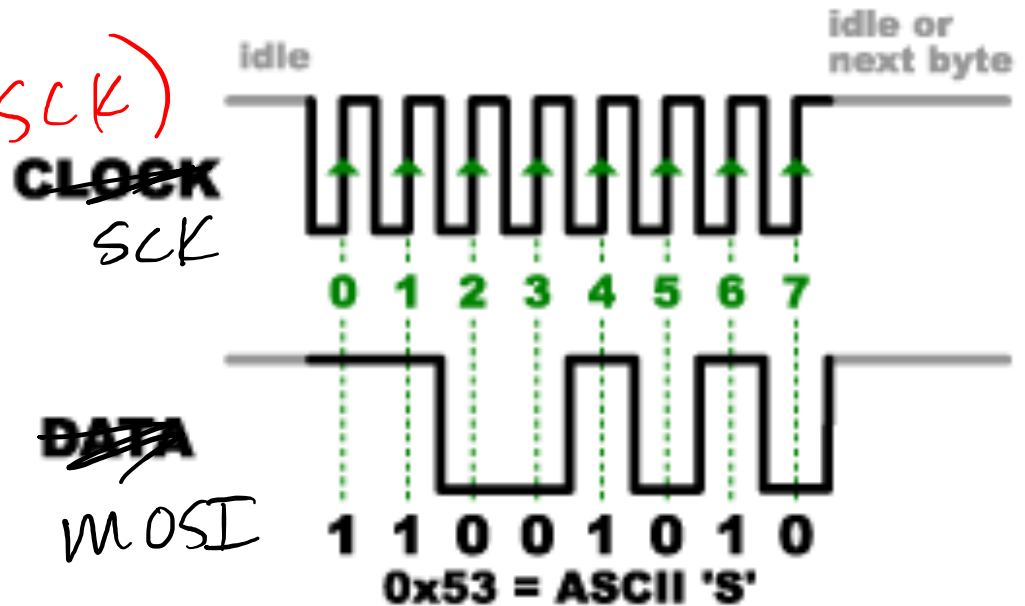 idle
idle or
next byte
SCK)
CLOCK
SCK
0 1 2 3 4 5 6 7
DATA
MOSI
1 1 0 0 1 0 1 0
0x53 = ASCII 'S'